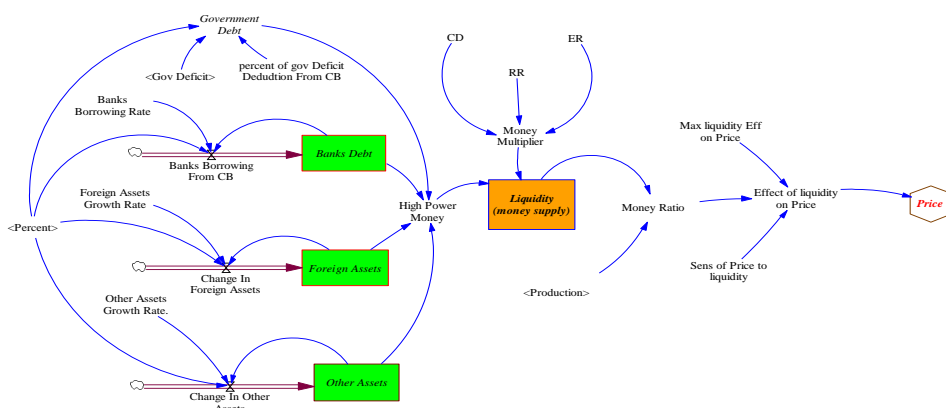 Government
Debt
CD
ER
percent of gov Deficit
Dedudtion From CB
<Gov Deficit>
RR
Banks
Borrowing Rate
Money
Multiplier
Max liquidity Eff
on Price
Banks Debt
Banks Borrowing
From CB
Foreign Assets
Growth Rate
High Power
Money
Liquidity
(money supply)
Money Ratio
Effect of liquidity
on Price
Price
<Percent>
Foreign Assets
Change In
Foreign Assets
Sens of Price to
liquidity
<Production>
Other Assets
Growth Rate.
Other Assets
Change In Other
Assets